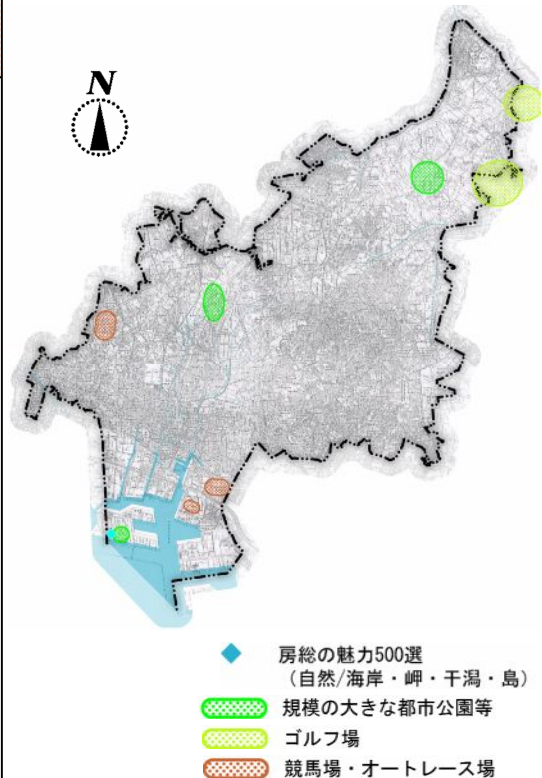 N
房総の魅力500選
（自然/海岸・岬・干潟・島）
規模の大きな都市公園等
ゴルフ場
競馬場・オートレース場